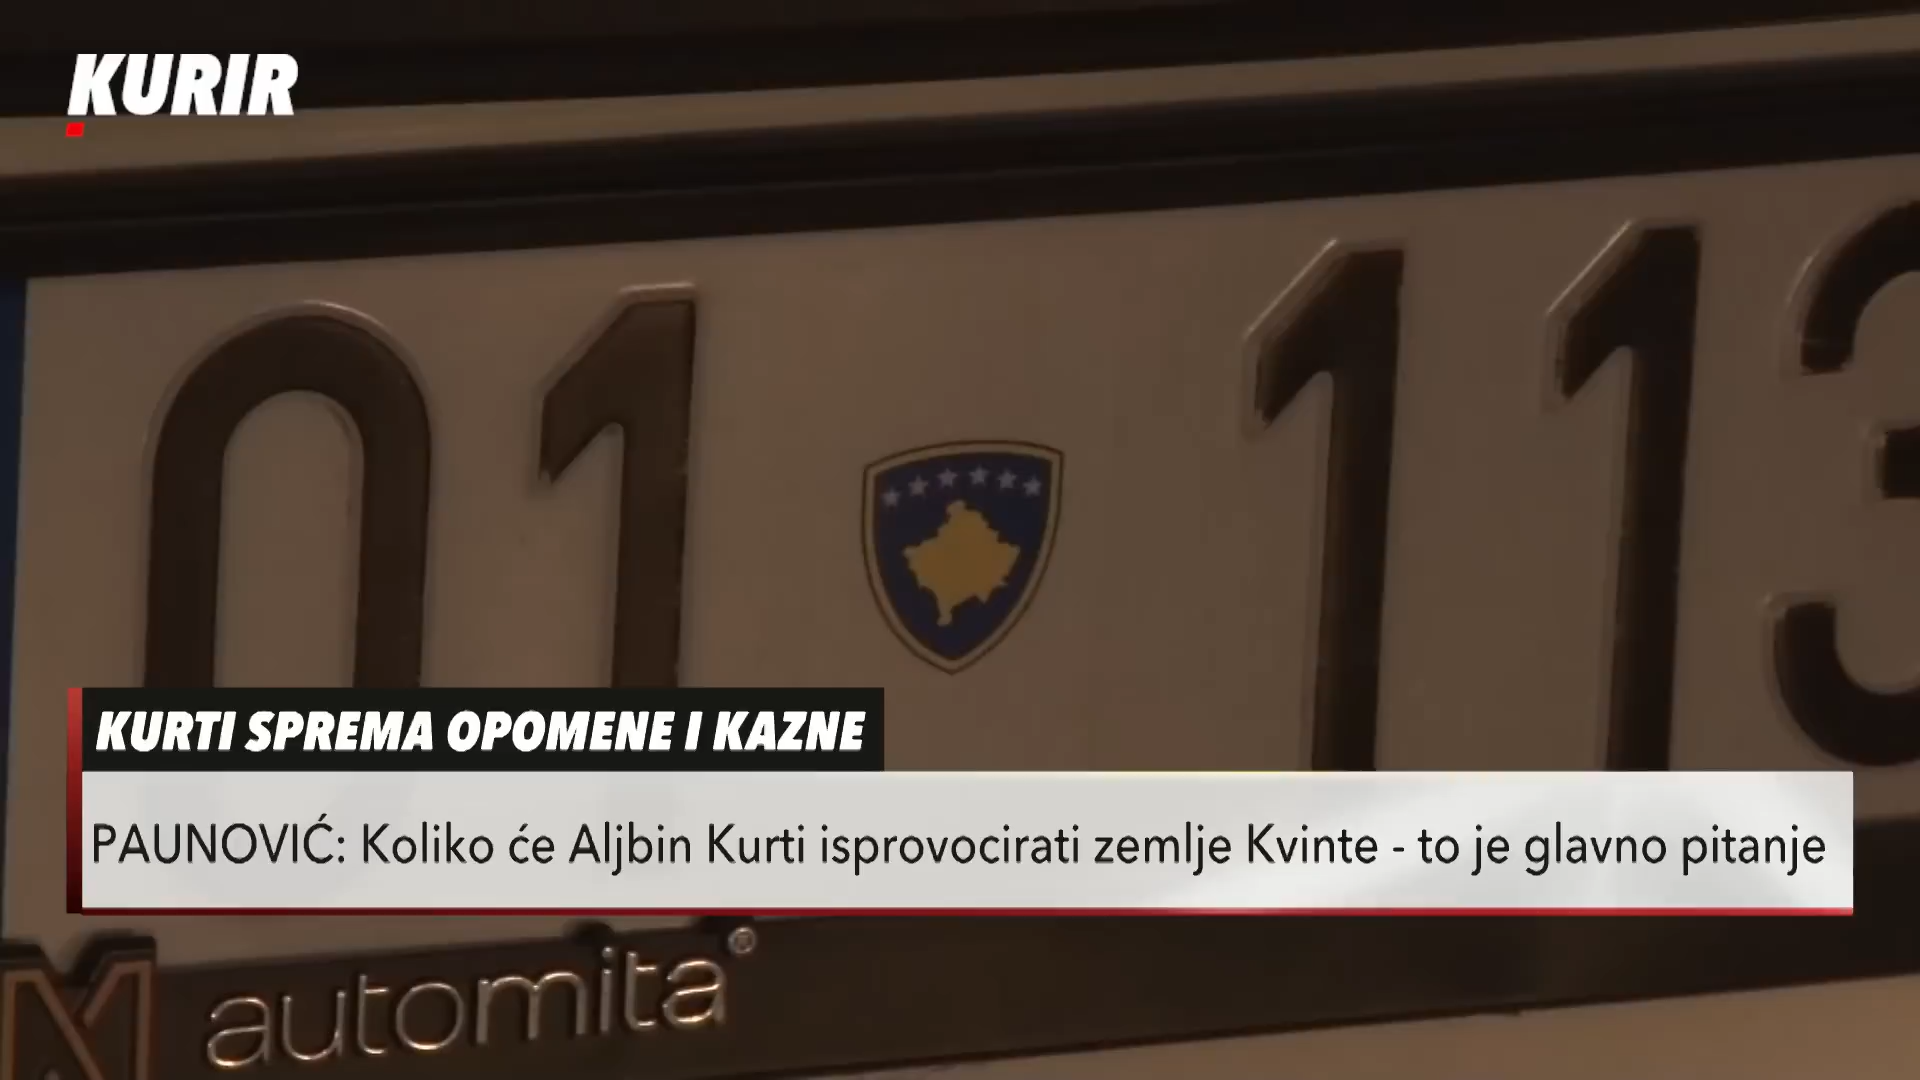 KURIR
01 113
KURTI SPREMA OPOMENE I KAZNE
PAUNOVIĆ: Koliko će Aljbin Kurti isprovocirati zemlje Kvinte - to je glavno pitanje
automita®